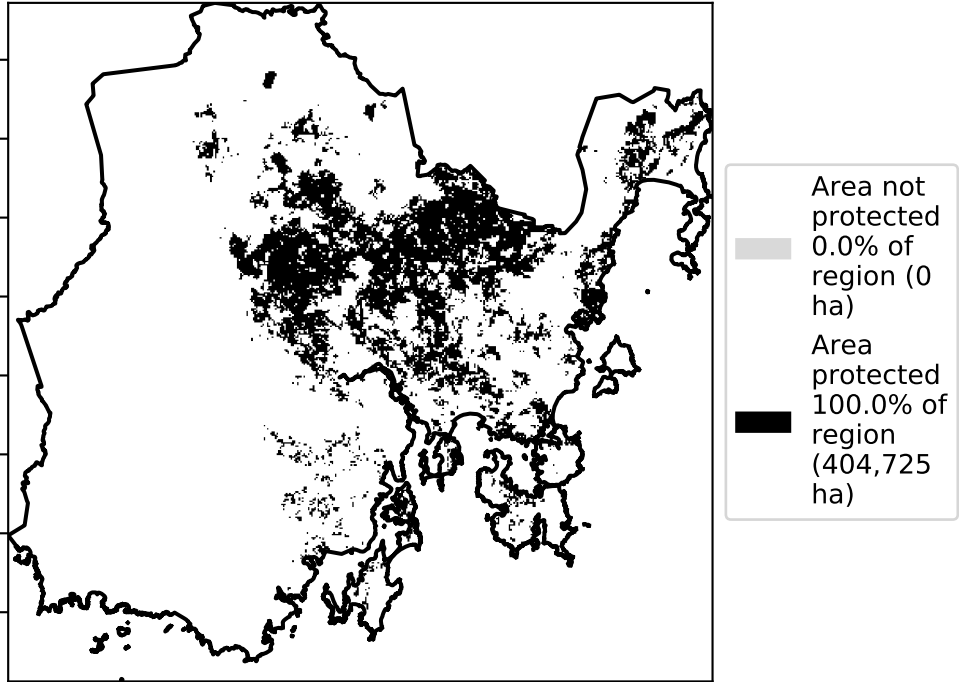 Area not
protected
0.0% of
region (0
ha)
Area
protected
100.0% of
region
(404,725
ha)